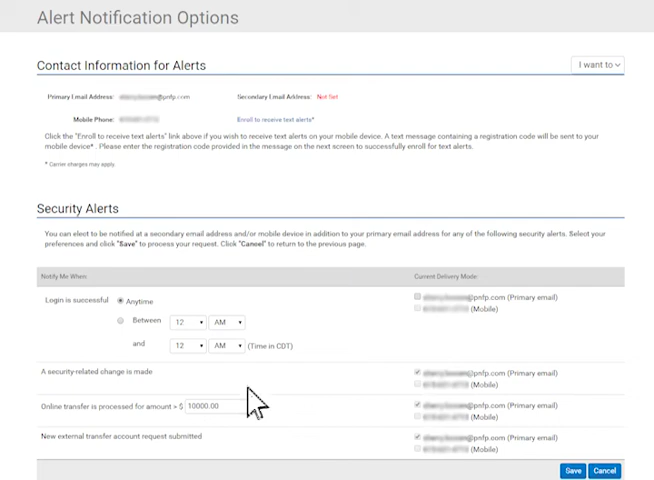 Alert Notification Options
Contact Information for Alerts
I want to
Primary Email Address: @pnfp.com Secondary Email Address: Not Set
Mobile Phone: Enroll to receive text alerts*
Click the "Enroll to receive text alerts" link above if you wish to receive text alerts on your mobile device. A text message containing a registration code will be sent to your
mobile device* . Please enter the registration code provided in the message on the next screen to successfully enroll for text alerts.
* Carrier charges may apply.
Security Alerts
You can elect to be notified at a secondary email address and/or mobile device in addition to your primary email address for any of the following security alerts. Select your
preferences and click "Save" to process your request. Click "Cancel" to return to the previous page.
Notify Me When: Current Delivery Mode:
Login is successful Anytime @pnfp.com (Primary email)
(Mobile)
Between 12 AM
and 12 AM (Time in CDT)
A security-related change is made @pnfp.com (Primary email)
(Mobile)
Online transfer is processed for amount > $ 10000.00 @pnfp.com (Primary email)
(Mobile)
New external transfer account request submitted @pnfp.com (Primary email)
(Mobile)
Save Cancel